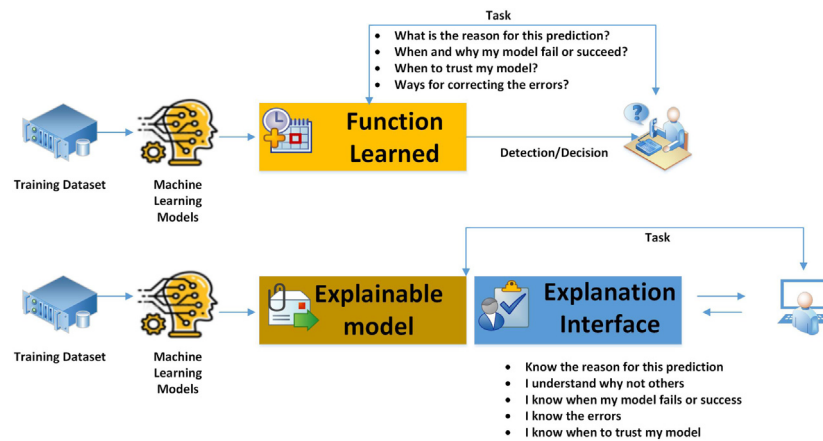 Task
• What is the reason for this prediction?
• When and why my model fail or succeed?
• When to trust my model?
• Ways for correcting the errors?
Function
Learned
Detection/Decision
Training Dataset
Machine
Learning
Models
Task
Explainable
model
Explanation
Interface
Training Dataset
Machine
Learning
Models
• Know the reason for this prediction
• I understand why not others
• I know when my model fails or success
• I know the errors
• I know when to trust my model